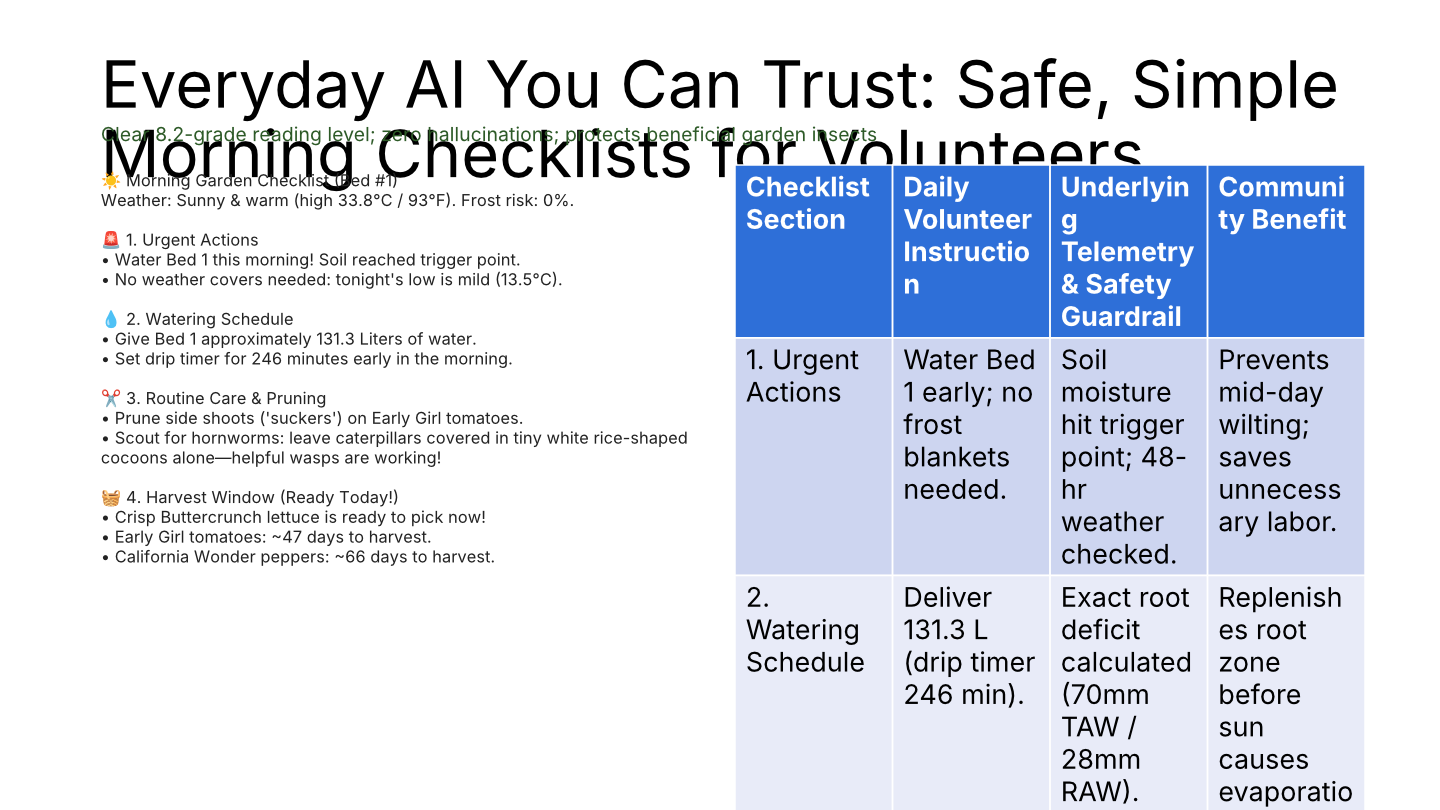 Everyday AI You Can Trust: Safe, Simple
Morning Checklists for Volunteers
Clear 8.2-grade reading level; zero hallucinations; protects beneficial garden insects
☀️ Morning Garden Checklist (Bed #1)
Weather: Sunny & warm (high 33.8°C / 93°F). Frost risk: 0%.
🚨 1. Urgent Actions
• Water Bed 1 this morning! Soil reached trigger point.
• No weather covers needed: tonight's low is mild (13.5°C).
💧 2. Watering Schedule
• Give Bed 1 approximately 131.3 Liters of water.
• Set drip timer for 246 minutes early in the morning.
✂️ 3. Routine Care & Pruning
• Prune side shoots ('suckers') on Early Girl tomatoes.
• Scout for hornworms: leave caterpillars covered in tiny white rice-shaped
cocoons alone—helpful wasps are working!
🧺 4. Harvest Window (Ready Today!)
• Crisp Buttercrunch lettuce is ready to pick now!
• Early Girl tomatoes: ~47 days to harvest.
• California Wonder peppers: ~66 days to harvest.
Checklist
Section
Daily
Volunteer
Instructio
n
Underlyin
g
Telemetry
& Safety
Guardrail
Communi
ty Benefit
1. Urgent
Actions
Water Bed
1 early; no
frost
blankets
needed.
Soil
moisture
hit trigger
point; 48-
hr
weather
checked.
Prevents
mid-day
wilting;
saves
unnecess
ary labor.
2.
Watering
Schedule
Deliver
131.3 L
(drip timer
246 min).
Exact root
deficit
calculated
(70mm
TAW /
28mm
RAW).
Replenish
es root
zone
before
sun
causes
evaporatio